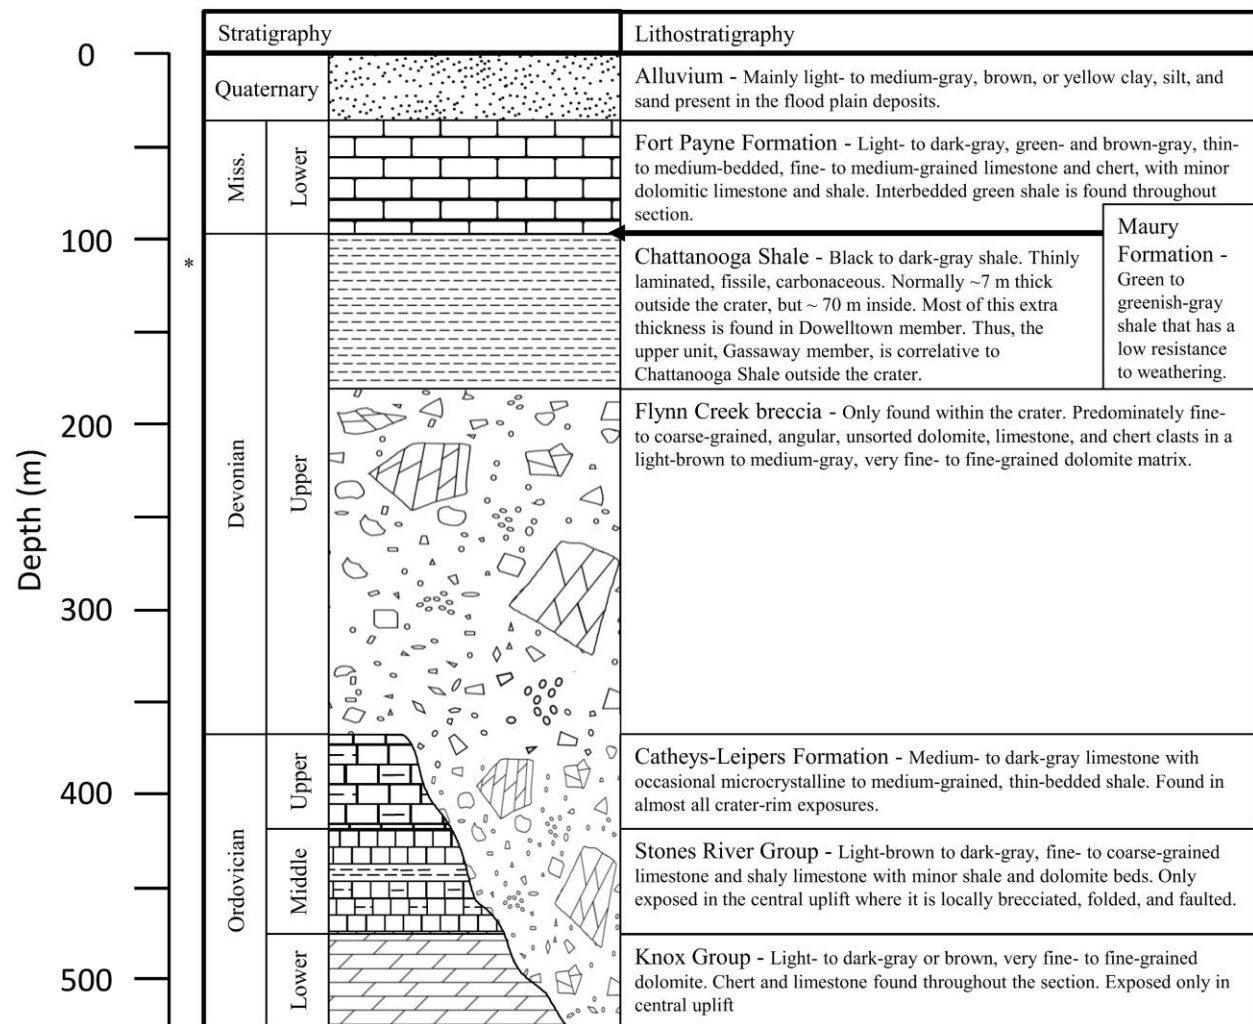 Stratigraphy
Lithostratigraphy
0
100
200
300
400
500
Depth (m)
*
Quaternary
Miss.
Lower
Devonian
Upper
Ordovician
Upper
Middle
Lower
Alluvium - Mainly light- to medium-gray, brown, or yellow clay, silt, and
sand present in the flood plain deposits.
Fort Payne Formation - Light- to dark-gray, green- and brown-gray, thin-
to medium-bedded, fine- to medium-grained limestone and chert, with minor
dolomitic limestone and shale. Interbedded green shale is found throughout
section.
Maury
Formation -
Green to
greenish-gray
shale that has a
low resistance
to weathering.
Chattanooga Shale - Black to dark-gray shale. Thinly
laminated, fissile, carbonaceous. Normally ~7 m thick
outside the crater, but ~ 70 m inside. Most of this extra
thickness is found in Dowelltown member. Thus, the
upper unit, Gassaway member, is correlative to
Chattanooga Shale outside the crater.
Flynn Creek breccia - Only found within the crater. Predominately fine-
to coarse-grained, angular, unsorted dolomite, limestone, and chert clasts in a
light-brown to medium-gray, very fine- to fine-grained dolomite matrix.
Catheys-Leipers Formation - Medium- to dark-gray limestone with
occasional microcrystalline to medium-grained, thin-bedded shale. Found in
almost all crater-rim exposures.
Stones River Group - Light-brown to dark-gray, fine- to coarse-grained
limestone and shaly limestone with minor shale and dolomite beds. Only
exposed in the central uplift where it is locally brecciated, folded, and faulted.
Knox Group - Light- to dark-gray or brown, very fine- to fine-grained
dolomite. Chert and limestone found throughout the section. Exposed only in
central uplift